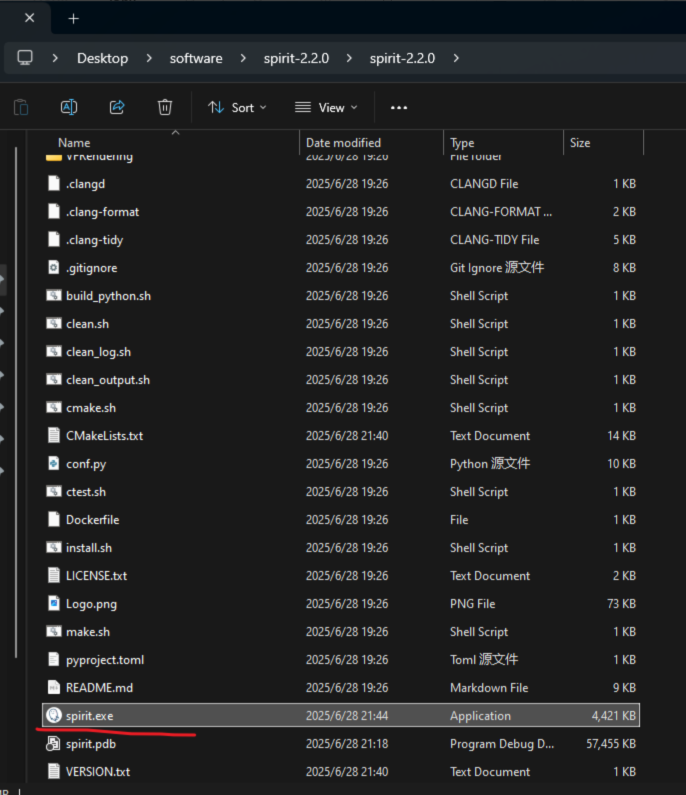 Desktop > software > spirit-2.2.0 > spirit-2.2.0 >
Sort View
Name Date modified Type Size
VFRendering 2025/6/28 19:26 File folder
.clangd 2025/6/28 19:26 CLANGD File 1 KB
.clang-format 2025/6/28 19:26 CLANG-FORMAT ... 2 KB
.clang-tidy 2025/6/28 19:26 CLANG-TIDY File 5 KB
.gitignore 2025/6/28 19:26 Git Ignore 源文件 8 KB
build_python.sh 2025/6/28 19:26 Shell Script 1 KB
clean.sh 2025/6/28 19:26 Shell Script 1 KB
clean_log.sh 2025/6/28 19:26 Shell Script 1 KB
clean_output.sh 2025/6/28 19:26 Shell Script 1 KB
cmake.sh 2025/6/28 19:26 Shell Script 1 KB
CMakeLists.txt 2025/6/28 21:40 Text Document 14 KB
conf.py 2025/6/28 19:26 Python 源文件 10 KB
ctest.sh 2025/6/28 19:26 Shell Script 1 KB
Dockerfile 2025/6/28 19:26 File 1 KB
install.sh 2025/6/28 19:26 Shell Script 1 KB
LICENSE.txt 2025/6/28 19:26 Text Document 2 KB
Logo.png 2025/6/28 19:26 PNG File 73 KB
make.sh 2025/6/28 19:26 Shell Script 1 KB
pyproject.toml 2025/6/28 19:26 Toml 源文件 1 KB
README.md 2025/6/28 19:26 Markdown File 9 KB
spirit.exe 2025/6/28 21:44 Application 4,421 KB
spirit.pdb 2025/6/28 21:18 Program Debug D... 57,455 KB
VERSION.txt 2025/6/28 21:40 Text Document 1 KB